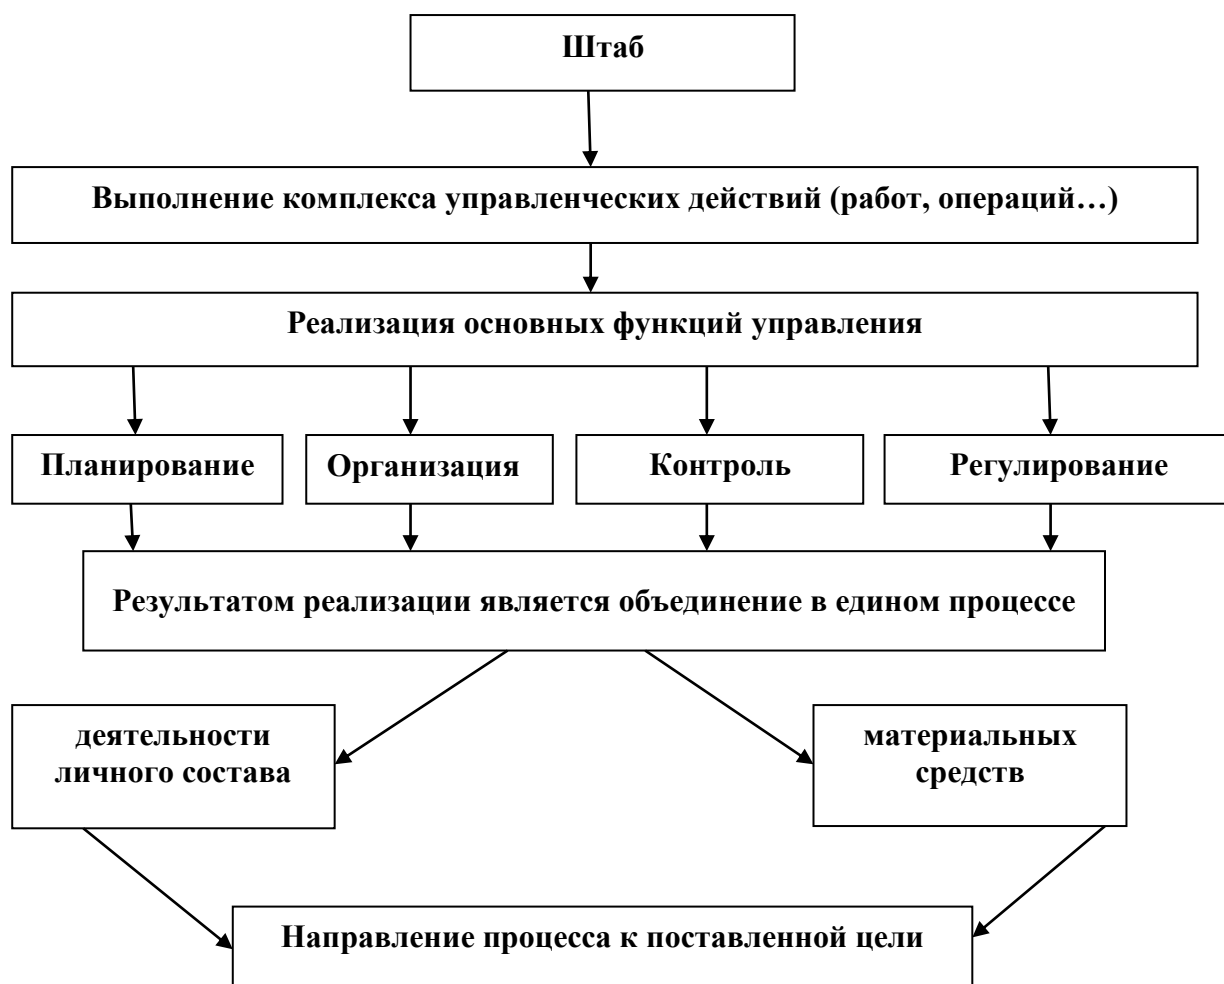 Штаб
Выполнение комплекса управленческих действий (работ, операций…)
Реализация основных функций управления
Планирование
Организация
Контроль
Регулирование
Результатом реализации является объединение в едином процессе
деятельности
личного состава
материальных
средств
Направление процесса к поставленной цели